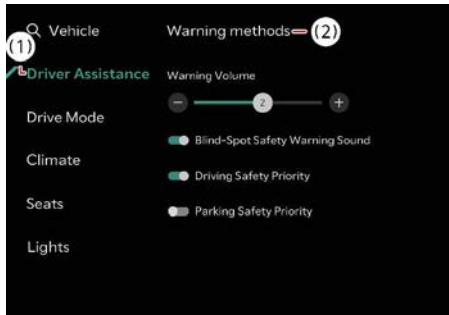 Vehicle
Warning methods
(2)
(1)
Driver Assistance
Warning Volume
2
Drive Mode
Blind-Spot Safety Warning Sound
Climate
Driving Safety Priority
Seats
Parking Safety Priority
Lights